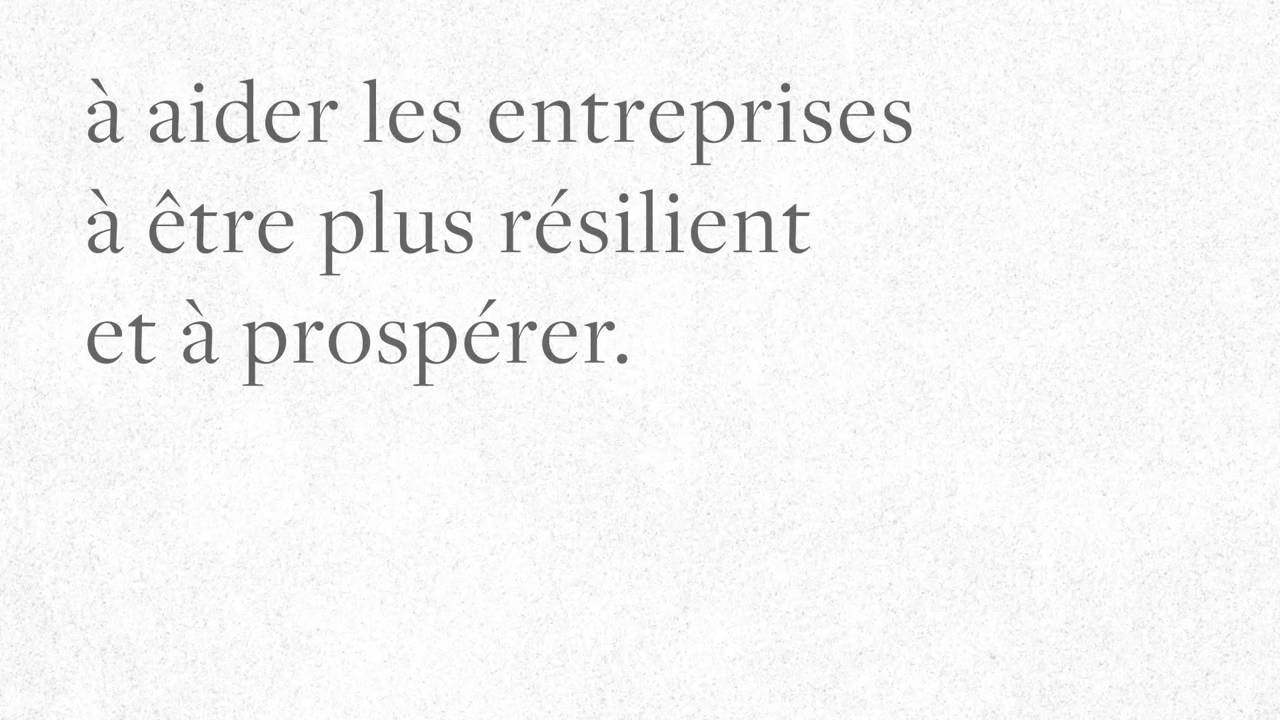 à aider les entreprises
à être plus résilient
et à prospérer.